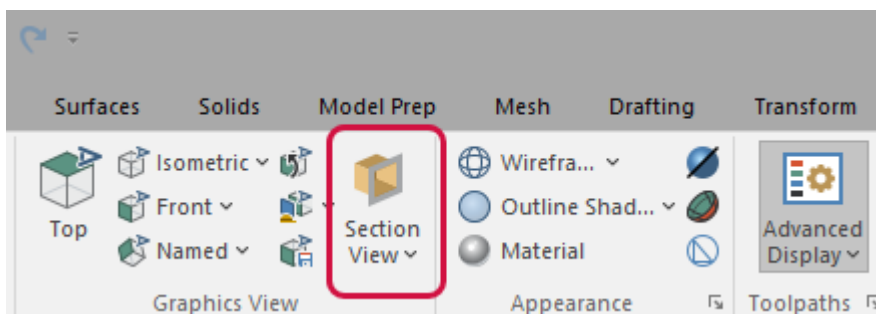 Surfaces Solids Model Prep Mesh Drafting Transform
Top
Isometric
Front
Named
Section
View
Graphics View
Wirefra...
Outline Shad...
Material
Appearance
Advanced
Display
Toolpaths